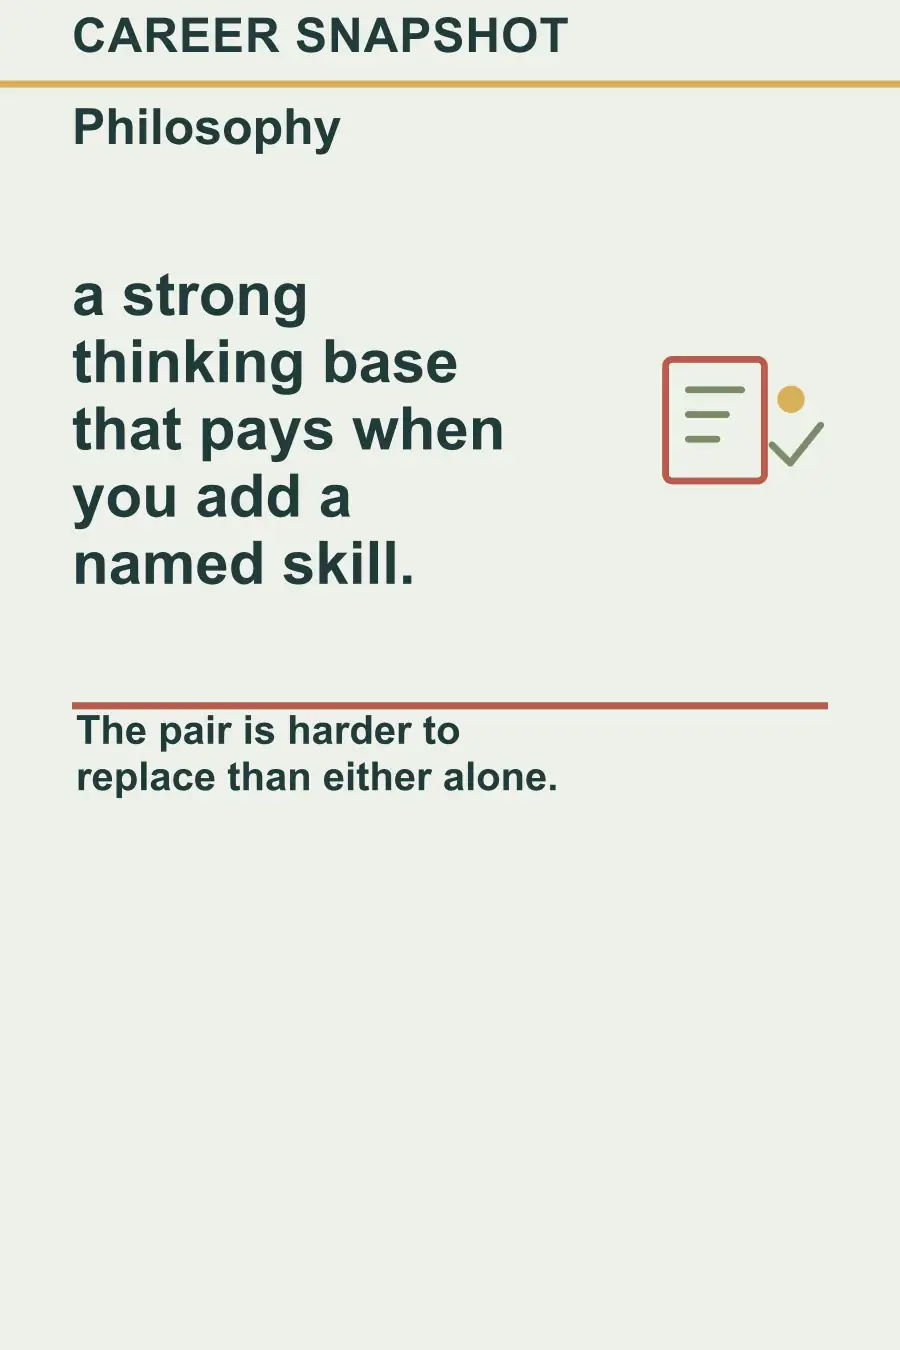 CAREER SNAPSHOT
Philosophy
a strong
thinking base
that pays when
you add a
named skill.
The pair is harder to
replace than either alone.